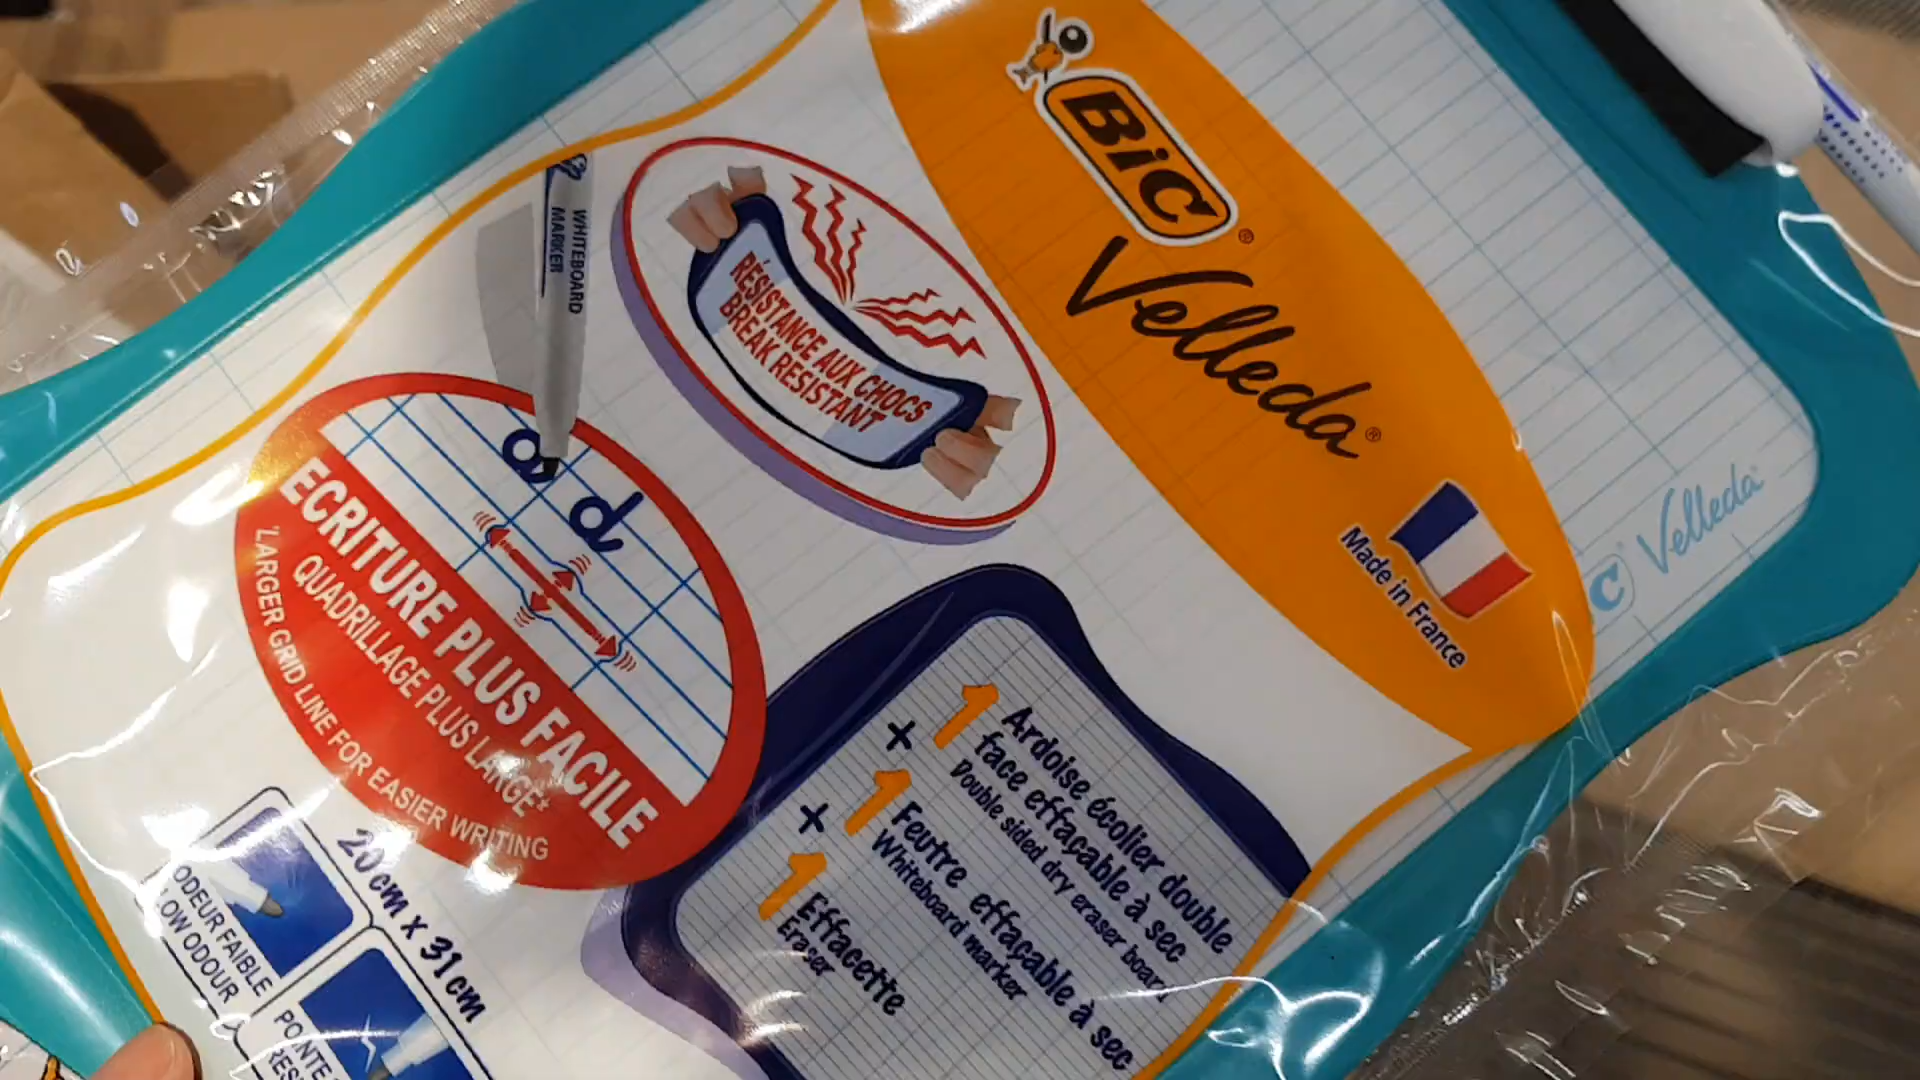 BiC®
Velleda®
Made in France
Velleda
WHITEBOARD
MARKER
RÉSISTANCE AUX CHOCS
BREAK RESISTANT
a d
ECRITURE PLUS FACILE
QUADRILLAGE PLUS LARGE*
*LARGER GRID LINE FOR EASIER WRITING
1 Ardoise écolier double
face effaçable à sec
Double sided dry eraser board
+ 1 Feutre effaçable à sec
Whiteboard marker
+ 1 Effacette
Eraser
20 cm x 31 cm
ODEUR FAIBLE
LOW ODOUR